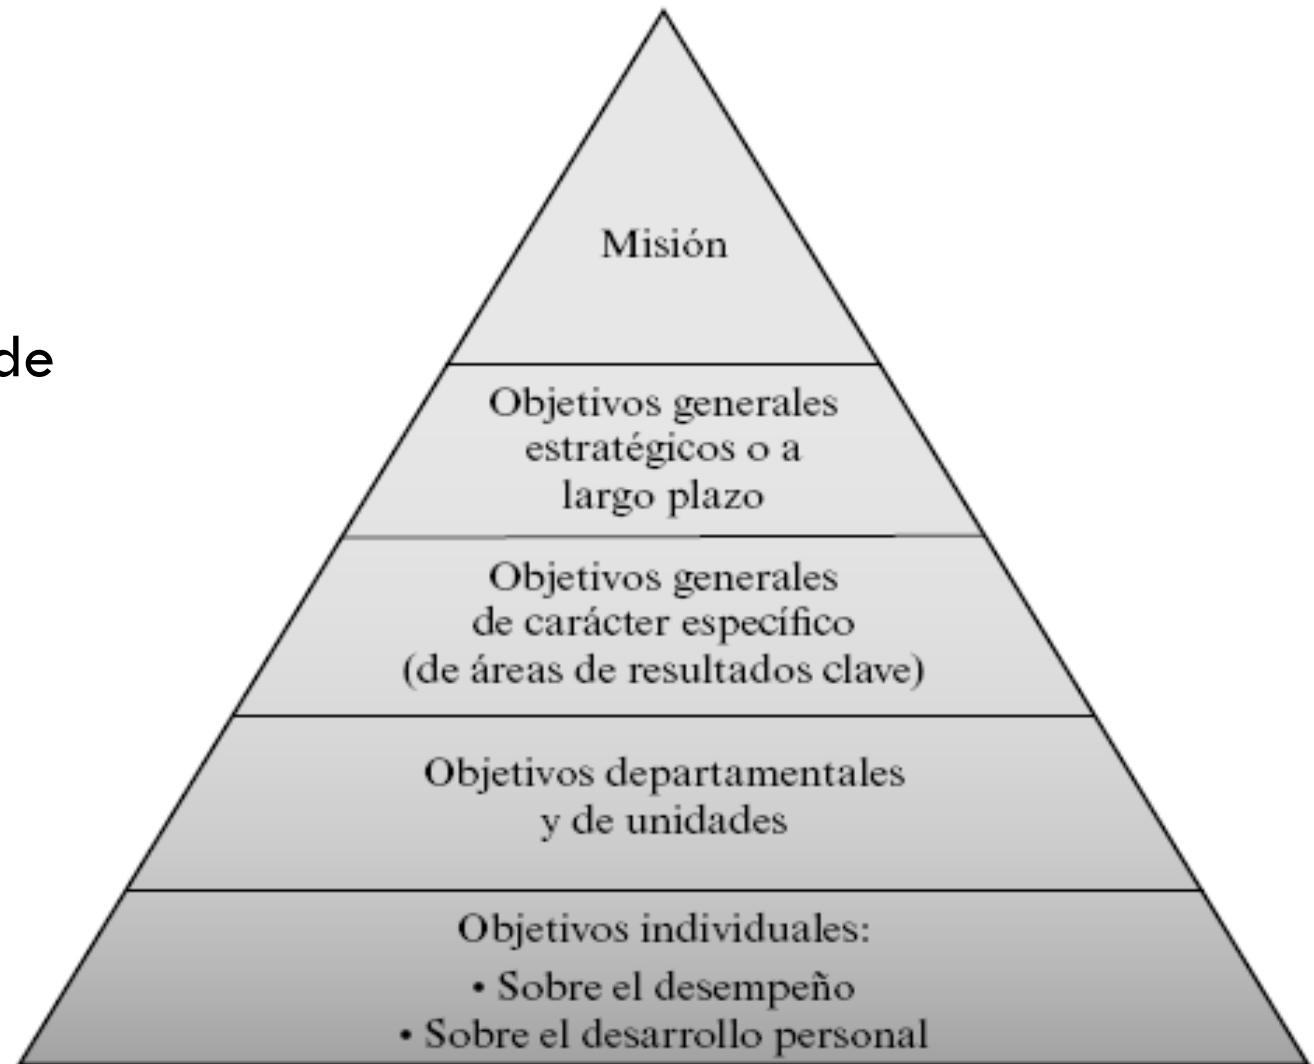 Misión
de
Objetivos generales
estratégicos o a
largo plazo
Objetivos generales
de carácter específico
(de áreas de resultados clave)
Objetivos departamentales
y de unidades
Objetivos individuales:
• Sobre el desempeño
• Sobre el desarrollo personal